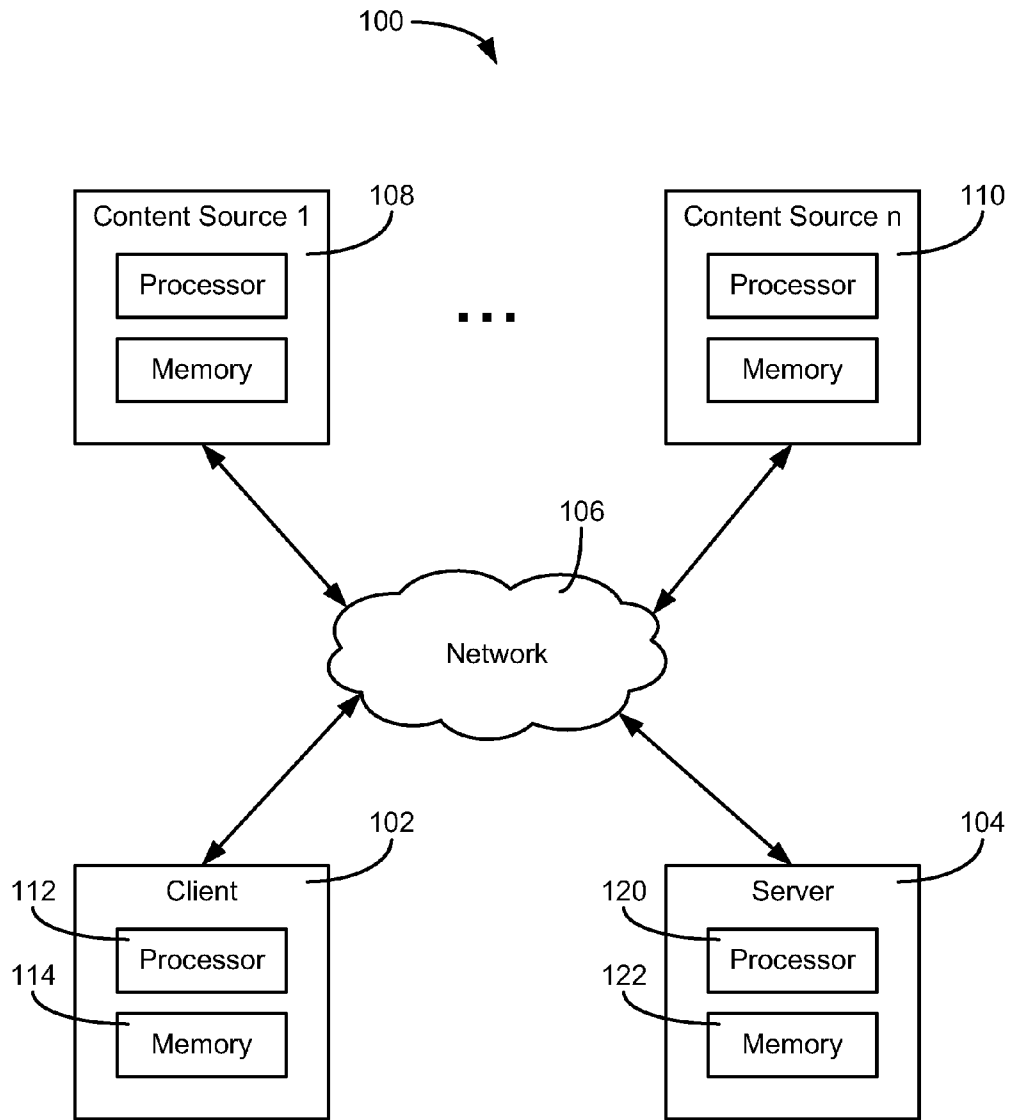 100
108
110
Content Source 1
Content Source n
Processor
Processor
...
Memory
Memory
106
Network
102
104
Client
Server
112
120
Processor
Processor
114
122
Memory
Memory